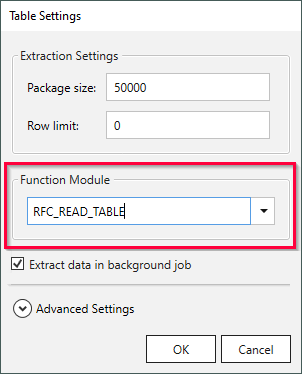 Table Settings
Extraction Settings
Package size: 50000
Row limit: 0
Function Module
RFC_READ_TABLE
Extract data in background job
Advanced Settings
OK Cancel